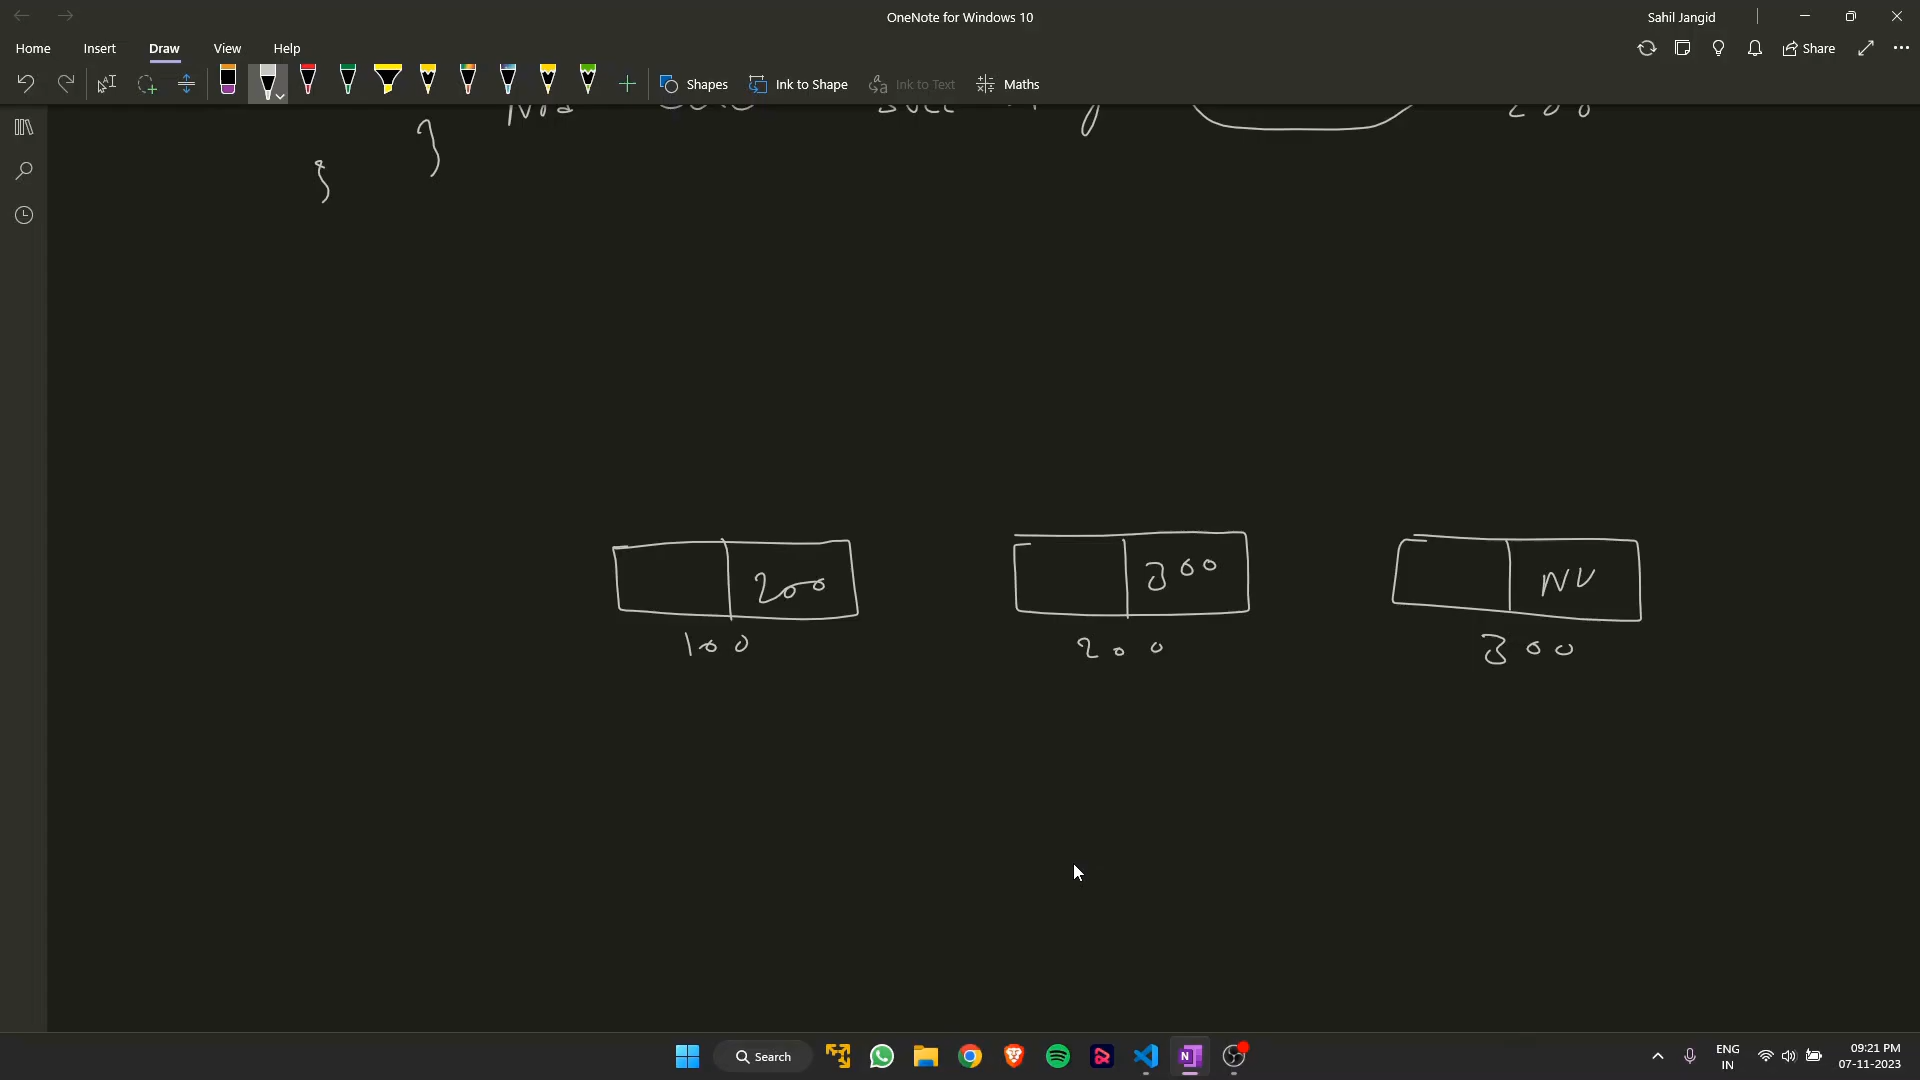 OneNote for Windows 10
Sahil Jangid
Home Insert Draw View Help
Share
Shapes Ink to Shape Ink to Text Maths
200
200 300 NU
100 200 300
Search
ENG
IN
09:21 PM
07-11-2023